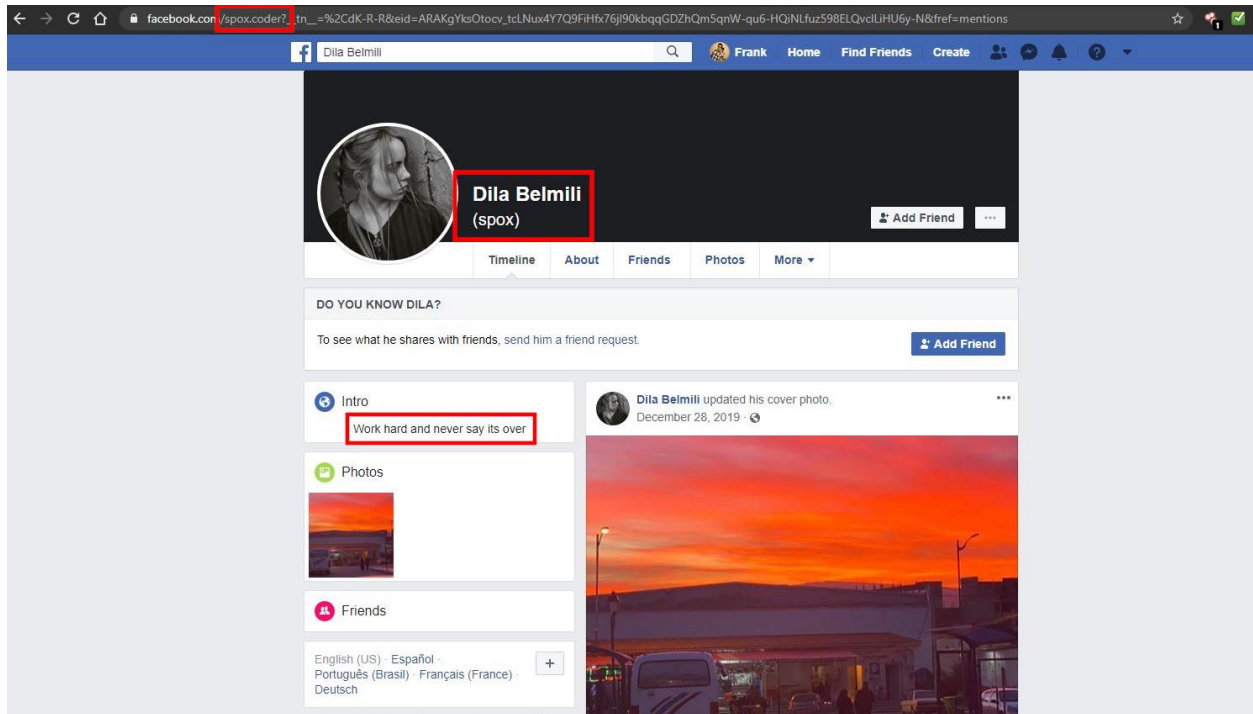 facebook.com/spox.coder?__tn__=%2CdK-R-R&eid=ARAKgYksOtocv_tcLNux4Y7Q9FiHfx76jl90kbqqGDZhQm5qnW-qu6-HQiNLfuz598ELQvclLiHU6y-N&fref=mentions
Dila Belmili Frank Home Find Friends Create
Dila Belmili
(spox)
Add Friend ...
Timeline About Friends Photos More
DO YOU KNOW DILA?
To see what he shares with friends, send him a friend request.
Add Friend
Intro
Work hard and never say its over
Photos
Friends
English (US) · Español ·
Português (Brasil) · Français (France) ·
Deutsch
+
Dila Belmili updated his cover photo.
December 28, 2019 ·